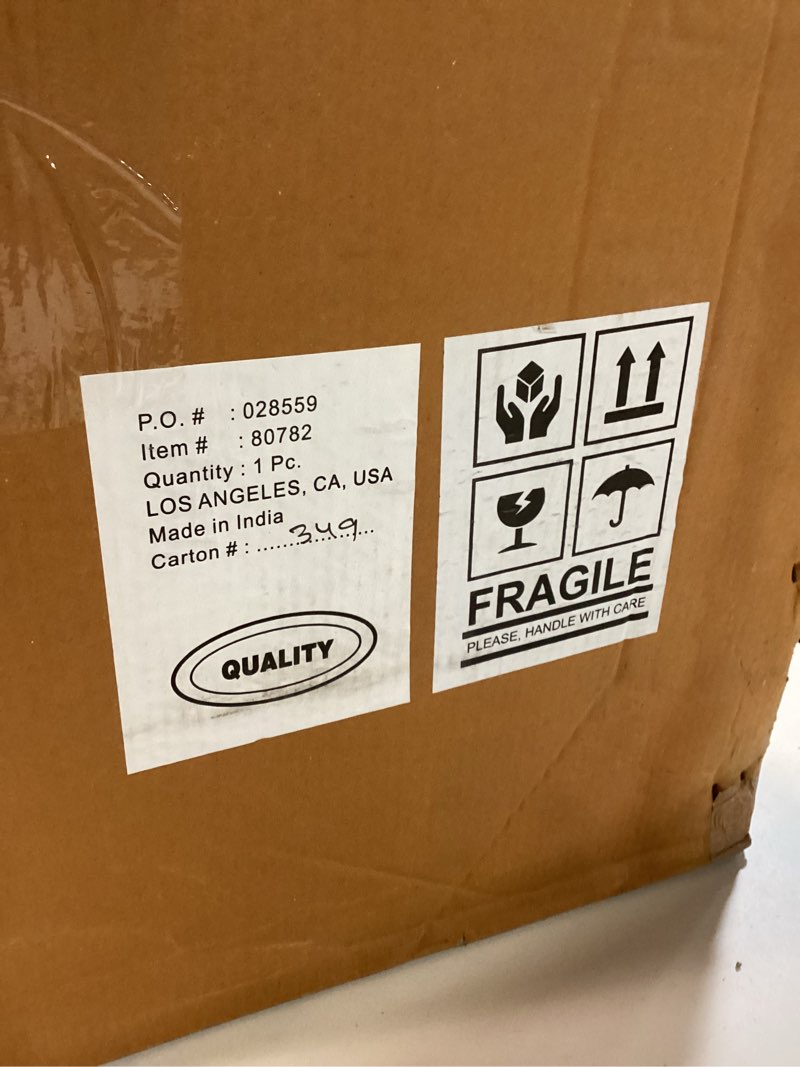 P.O. # : 028559
Item # : 80782
Quantity : 1 Pc.
LOS ANGELES, CA, USA
Made in India
Carton # : .......349...
QUALITY
FRAGILE
PLEASE, HANDLE WITH CARE